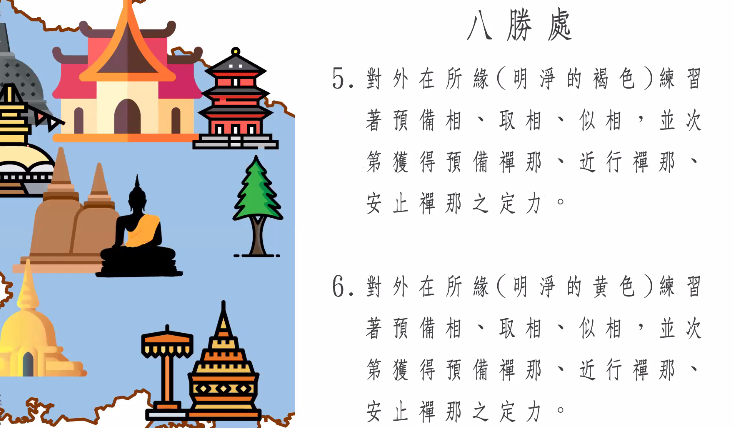 八勝處
5. 對外在所緣(明淨的褐色)練習
著預備相、取相、似相，並次
第獲得預備禪那、近行禪那、
安止禪那之定力。
6. 對外在所緣(明淨的黃色)練習
著預備相、取相、似相，並次
第獲得預備禪那、近行禪那、
安止禪那之定力。